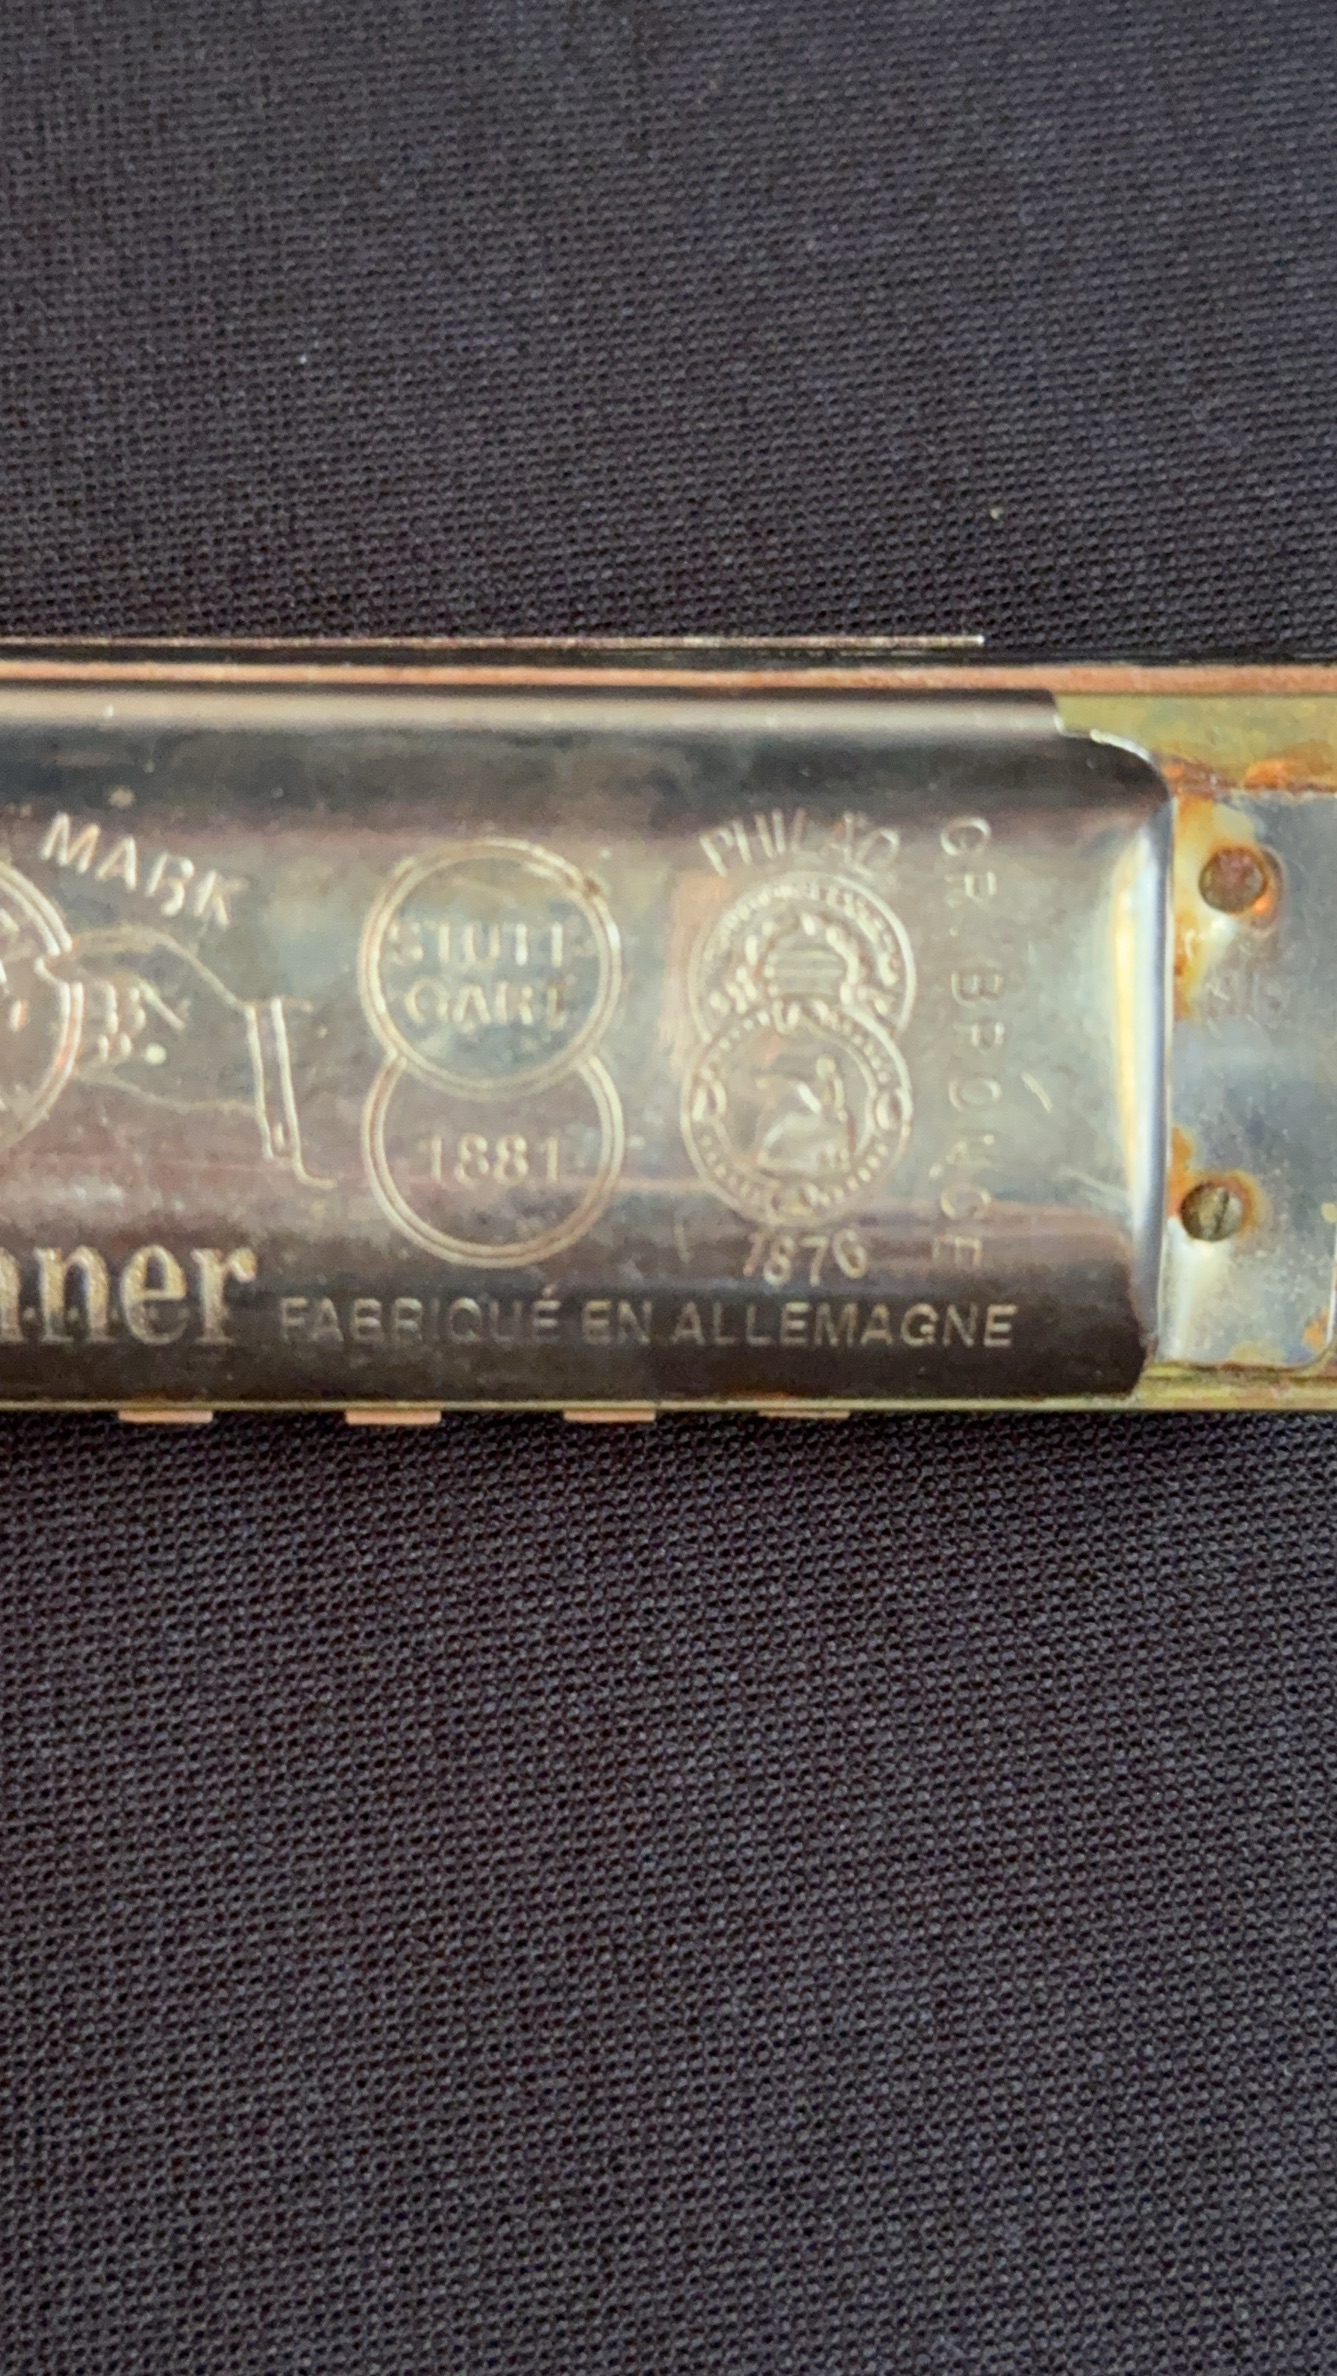 MARK
STUTT-
GART
1881
PHILAD.
1876
GR. BRONCE
nner
FABRIQUÉ EN ALLEMAGNE